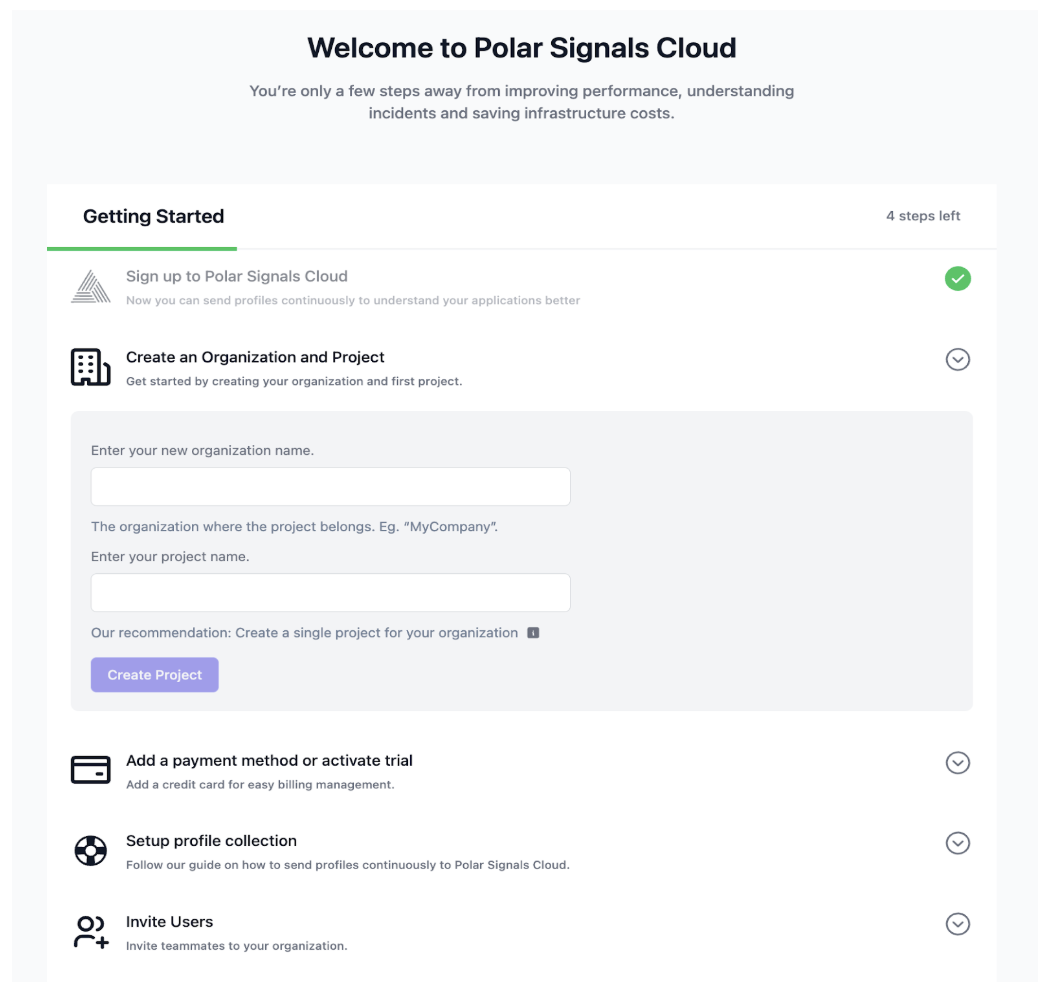 Welcome to Polar Signals Cloud
You’re only a few steps away from improving performance, understanding
incidents and saving infrastructure costs.
Getting Started
4 steps left
Sign up to Polar Signals Cloud
Now you can send profiles continuously to understand your applications better
Create an Organization and Project
Get started by creating your organization and first project.
Enter your new organization name.
The organization where the project belongs. Eg. “MyCompany”.
Enter your project name.
Our recommendation: Create a single project for your organization
Create Project
Add a payment method or activate trial
Add a credit card for easy billing management.
Setup profile collection
Follow our guide on how to send profiles continuously to Polar Signals Cloud.
Invite Users
Invite teammates to your organization.